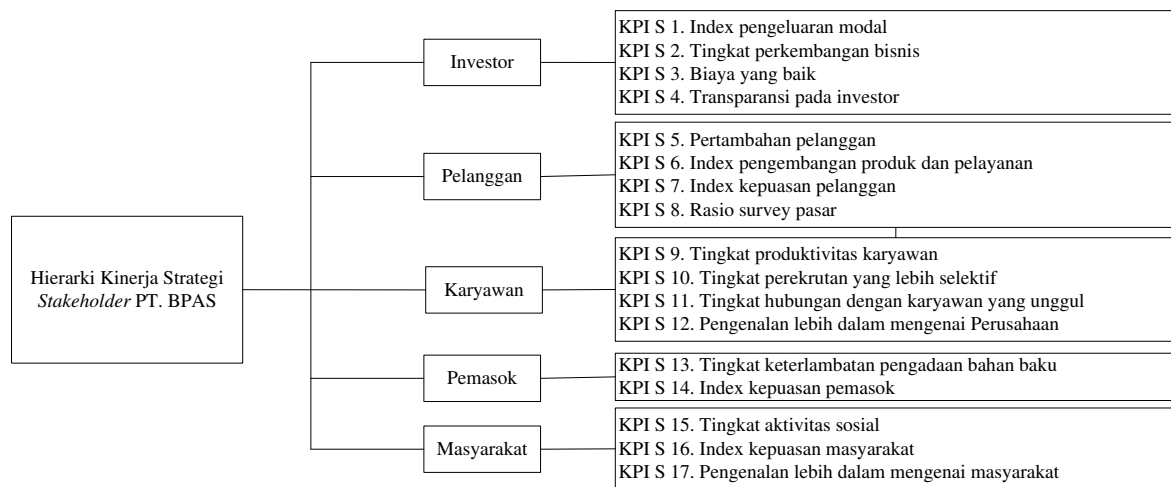 Hierarki Kinerja Strategi
Stakeholder PT. BPAS
Investor
KPI S 1. Index pengeluaran modal
KPI S 2. Tingkat perkembangan bisnis
KPI S 3. Biaya yang baik
KPI S 4. Transparansi pada investor
Pelanggan
KPI S 5. Pertambahan pelanggan
KPI S 6. Index pengembangan produk dan pelayanan
KPI S 7. Index kepuasan pelanggan
KPI S 8. Rasio survey pasar
Karyawan
KPI S 9. Tingkat produktivitas karyawan
KPI S 10. Tingkat perekrutan yang lebih selektif
KPI S 11. Tingkat hubungan dengan karyawan yang unggul
KPI S 12. Pengenalan lebih dalam mengenai Perusahaan
Pemasok
KPI S 13. Tingkat keterlambatan pengadaan bahan baku
KPI S 14. Index kepuasan pemasok
Masyarakat
KPI S 15. Tingkat aktivitas sosial
KPI S 16. Index kepuasan masyarakat
KPI S 17. Pengenalan lebih dalam mengenai masyarakat